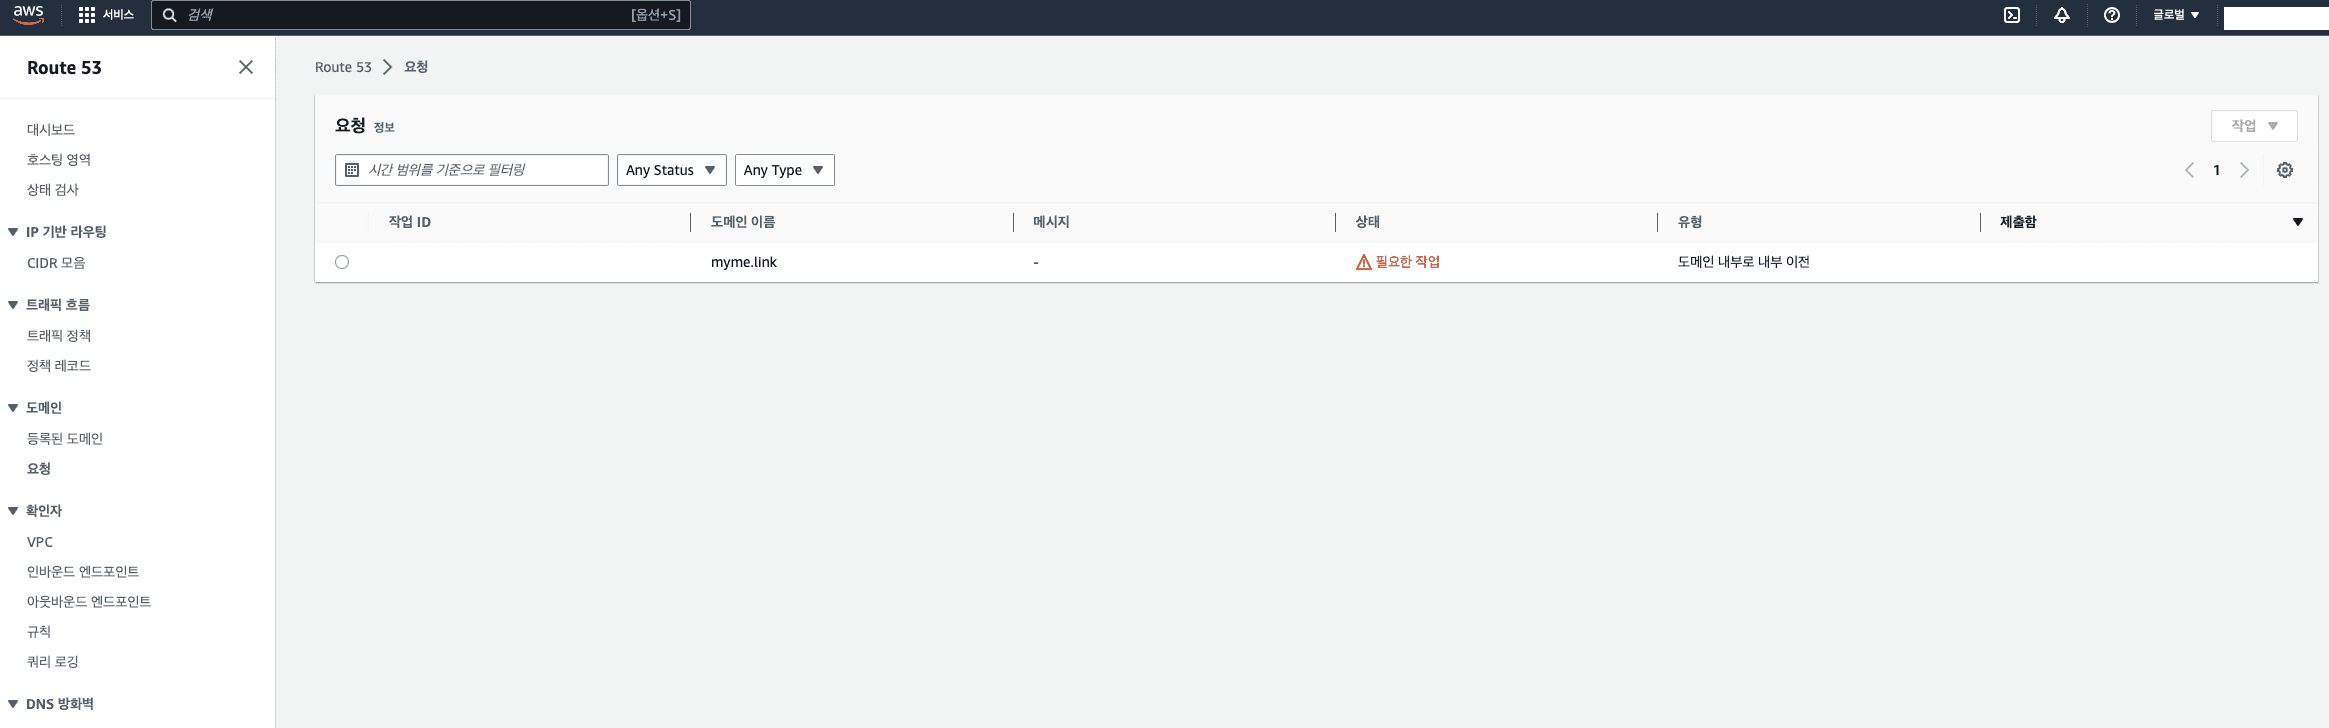 aws
서비스
검색
[옵션+S]
글로벌
Route 53
대시보드
호스팅 영역
상태 검사
IP 기반 라우팅
CIDR 모음
트래픽 흐름
트래픽 정책
정책 레코드
도메인
등록된 도메인
요청
확인자
VPC
인바운드 엔드포인트
아웃바운드 엔드포인트
규칙
쿼리 로깅
DNS 방화벽
Route 53 요청
요청 정보
작업
시간 범위를 기준으로 필터링
Any Status
Any Type
1
작업 ID 도메인 이름 메시지 상태 유형 제출함
myme.link - 필요한 작업 도메인 내부로 내부 이전